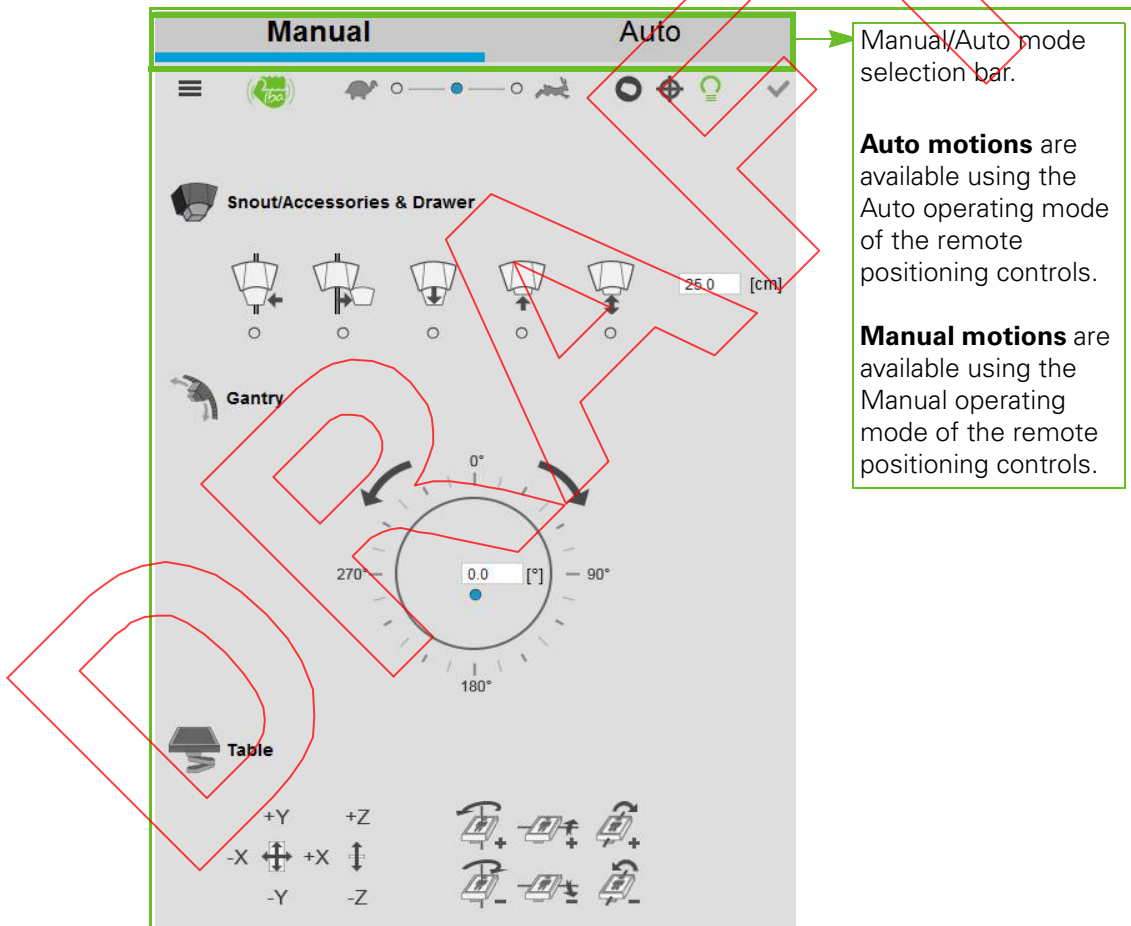 Manual Auto
iba
Snout/Accessories & Drawer
25.0 [cm]
Gantry
0°
270° 0.0 [°] 90°
180°
Table
+Y +Z
-X +X
-Y -Z
Manual/Auto mode
selection bar.
Auto motions are
available using the
Auto operating mode
of the remote
positioning controls.
Manual motions are
available using the
Manual operating
mode of the remote
positioning controls.
DRAFT